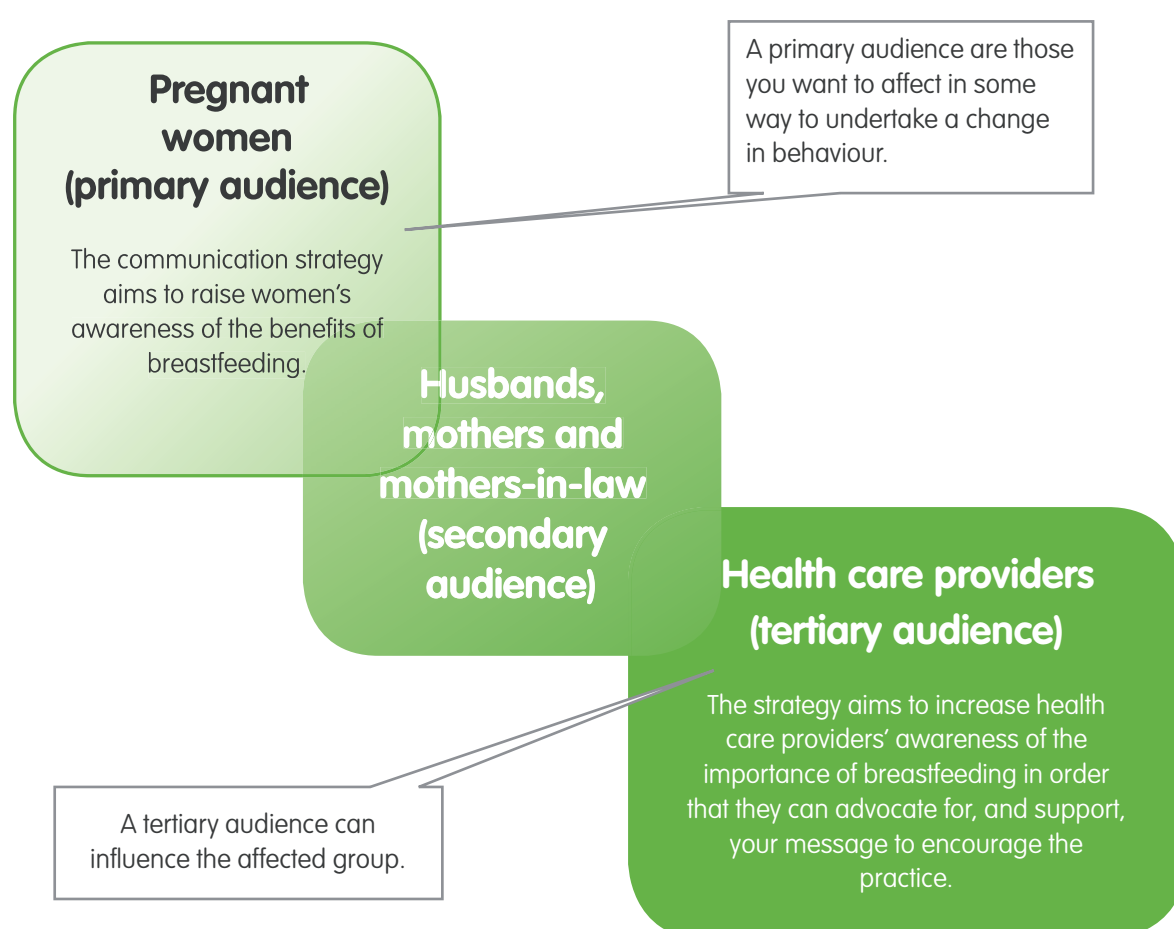 Pregnant
women
(primary audience)
The communication strategy
aims to raise women's
awareness of the benefits of
breastfeeding.
A primary audience are those
you want to affect in some
way to undertake a change
in behaviour.
Husbands,
mothers and
mothers-in-law
(secondary
audience)
Health care providers
(tertiary audience)
The strategy aims to increase health
care providers' awareness of the
importance of breastfeeding in order
that they can advocate for, and support,
your message to encourage the
practice.
A tertiary audience can
influence the affected group.